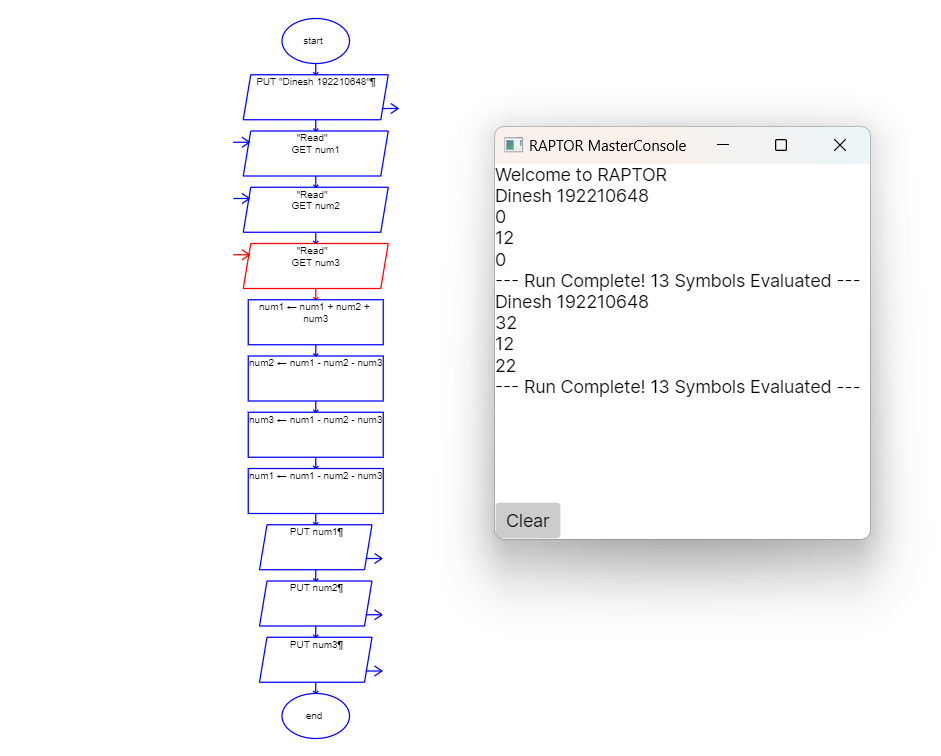 start
PUT "Dinesh 192210648"¶
"Read"
GET num1
"Read"
GET num2
"Read"
GET num3
num1 ← num1 + num2 +
num3
num2 ← num1 - num2 - num3
num3 ← num1 - num2 - num3
num1 ← num1 - num2 - num3
PUT num1¶
PUT num2¶
PUT num3¶
end
RAPTOR MasterConsole
Welcome to RAPTOR
Dinesh 192210648
0
12
0
--- Run Complete! 13 Symbols Evaluated ---
Dinesh 192210648
32
12
22
--- Run Complete! 13 Symbols Evaluated ---
Clear